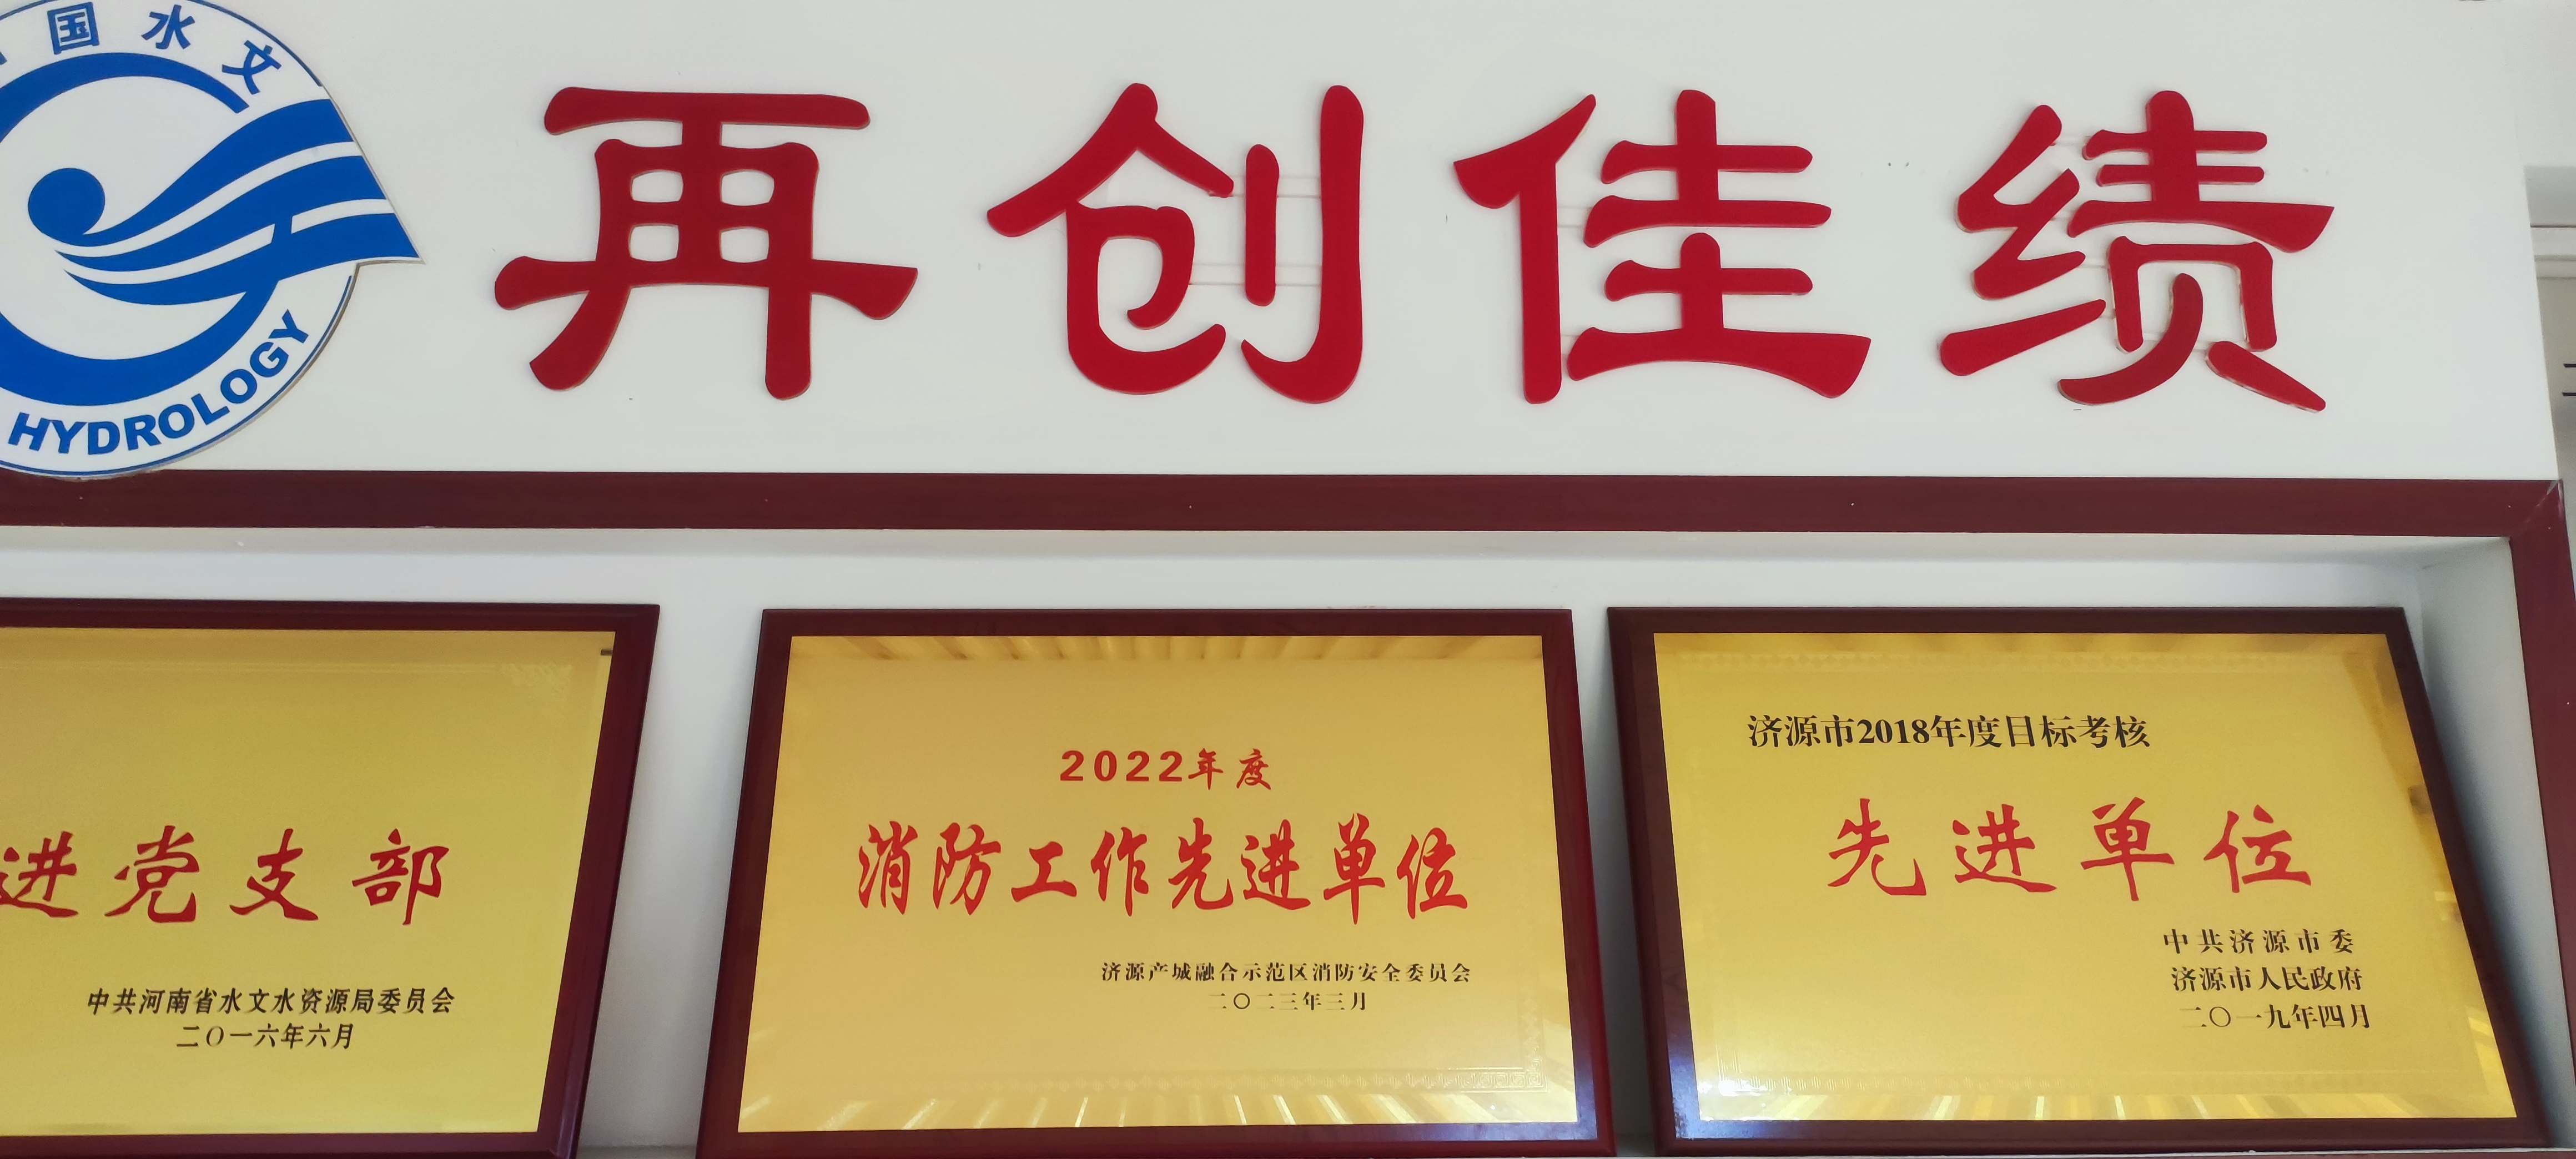 国水文
HYDROLOGY
再创佳绩
进党支部
中共河南省水文水资源局委员会
二〇一六年六月
2022年度
消防工作先进单位
济源产城融合示范区消防安全委员会
二〇二三年三月
济源市2018年度目标考核
先进单位
中共济源市委
济源市人民政府
二〇一九年四月